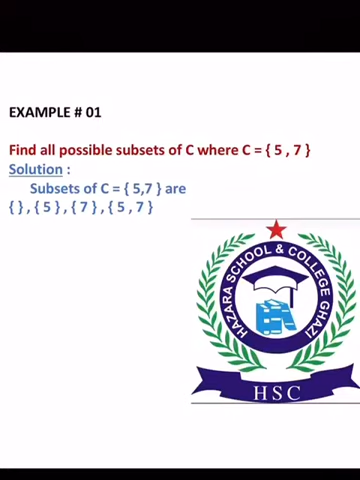 EXAMPLE # 01
Find all possible subsets of C where C = { 5 , 7 }
Solution :
Subsets of C = { 5,7 } are
{ } , { 5 } , { 7 } , { 5 , 7 }
HAZARA SCHOOL & COLLEGE GHAZI
HSC